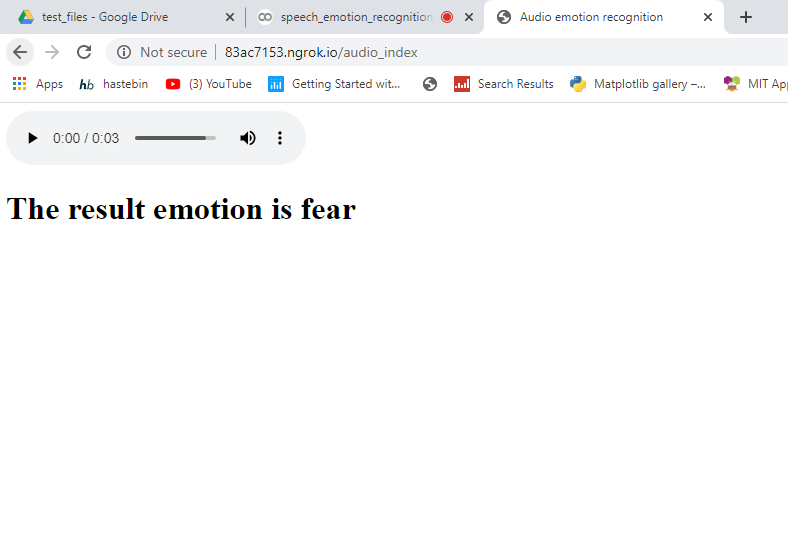 test_files - Google Drive speech_emotion_recognition. Audio emotion recognition
Not secure 83ac7153.ngrok.io/audio_index
Apps hb hastebin (3) YouTube Getting Started wit... Search Results Matplotlib gallery –... MIT App
0:00 / 0:03
The result emotion is fear